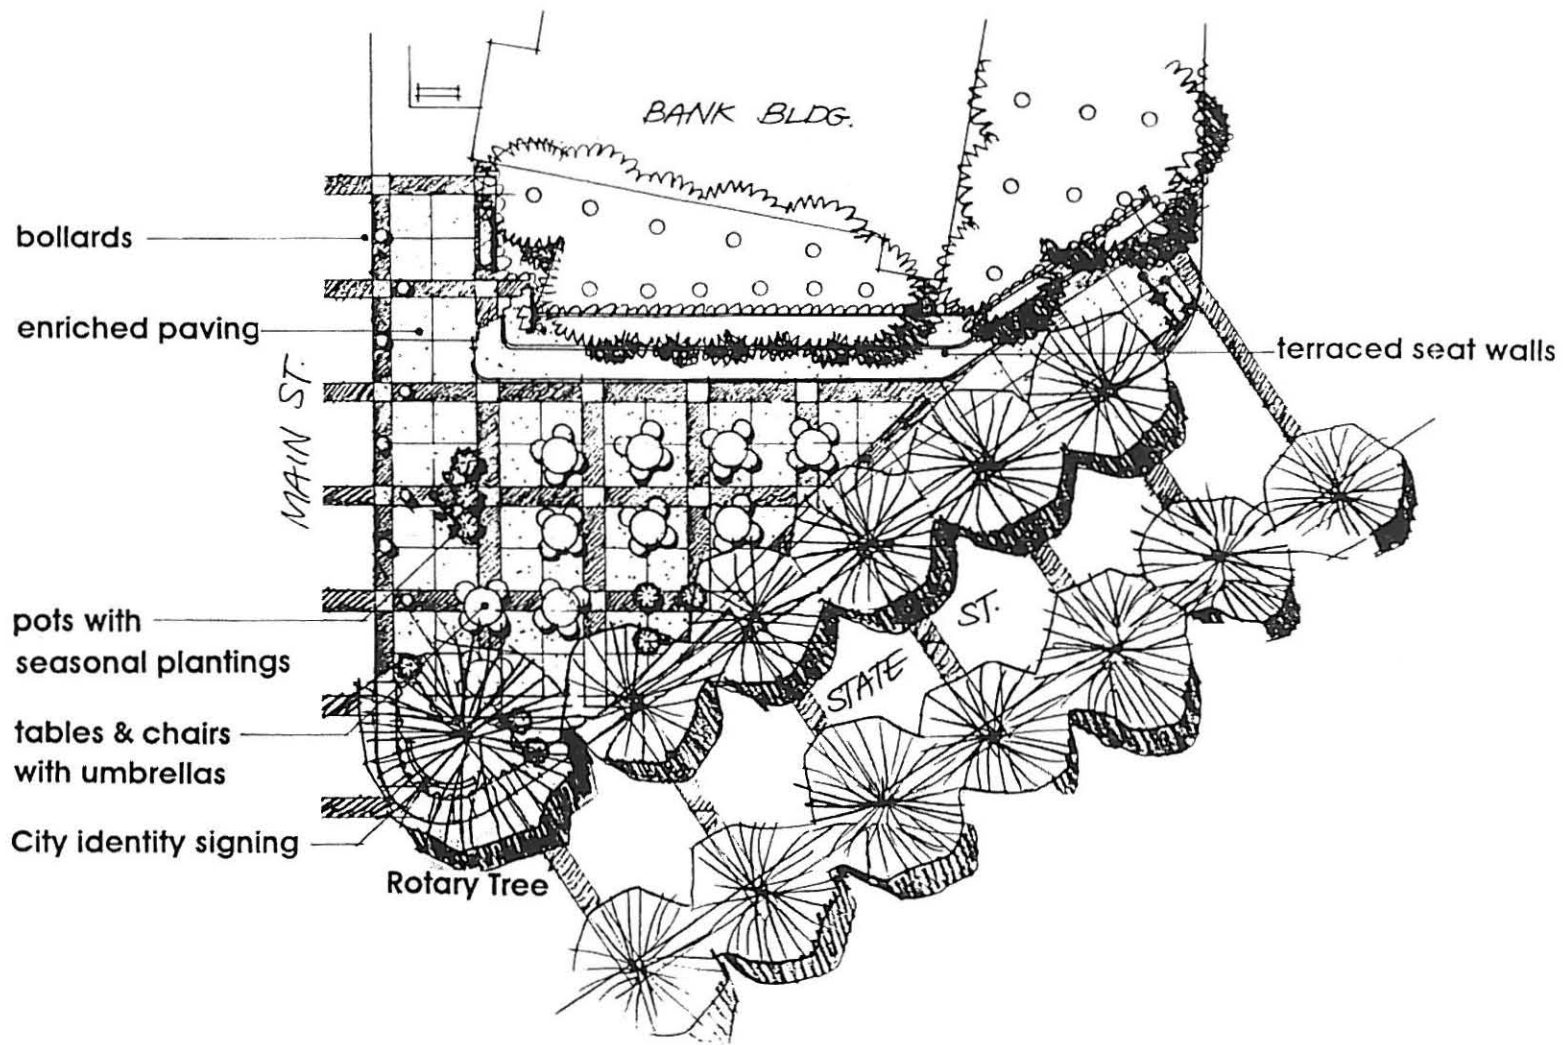 BANK BLDG.
bollards
enriched paving
terraced seat walls
MAIN ST.
pots with
seasonal plantings
STATE ST.
tables & chairs
with umbrellas
City identity signing
Rotary Tree